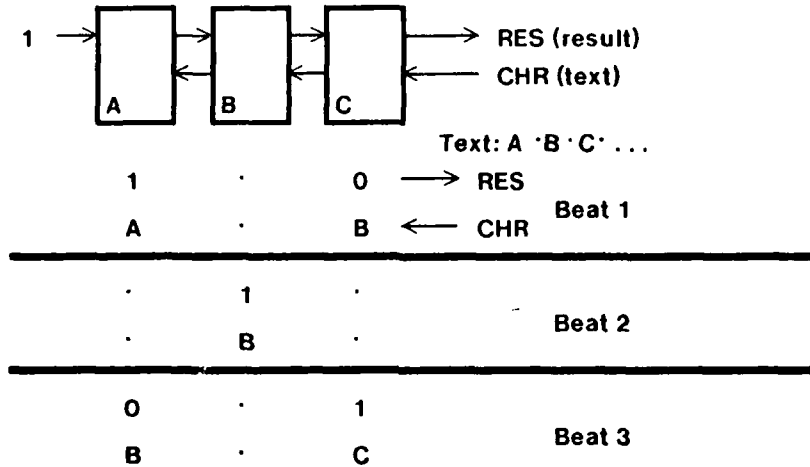 1 RES (result)
CHR (text)
A B C
Text: A · B · C · . . .
1 · 0 RES
Beat 1
A · B CHR
· 1 ·
Beat 2
· B ·
0 · 1
Beat 3
B · C